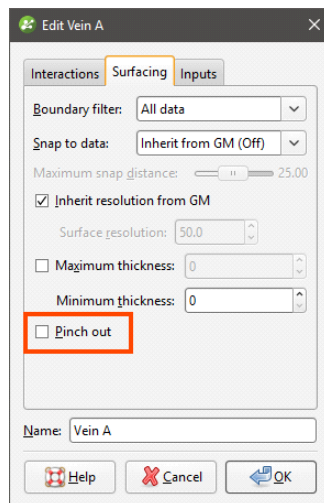 Edit Vein A
Interactions Surfacing Inputs
Boundary filter: All data
Snap to data: Inherit from GM (Off)
Maximum snap distance: 25.00
Inherit resolution from GM
Surface resolution: 50.0
Maximum thickness: 0
Minimum thickness: 0
Pinch out
Name: Vein A
Help Cancel OK